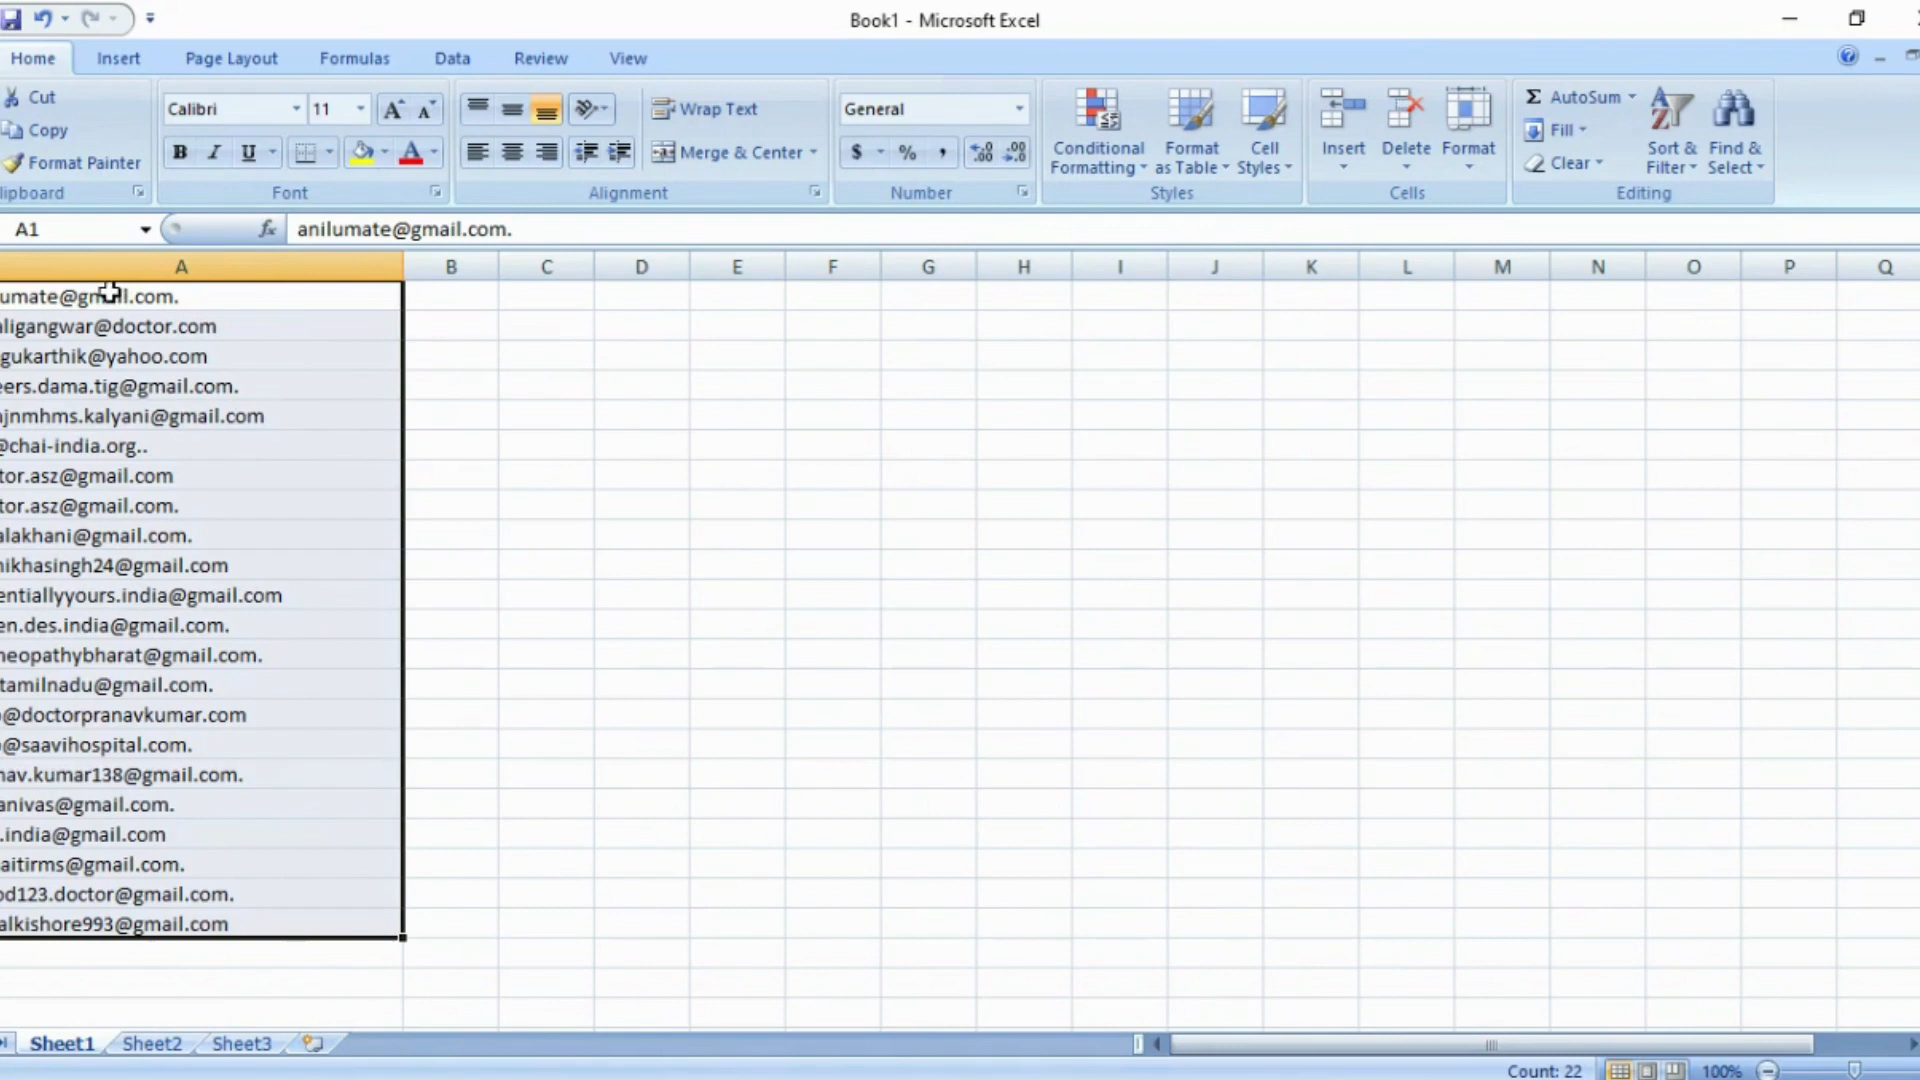 Book1 - Microsoft Excel
Home Insert Page Layout Formulas Data Review View
Cut
Copy
Format Painter
lipboard
Calibri 11
B I U A
Font
Wrap Text
Merge & Center
Alignment
General
$ % ,
Number
Conditional Formatting
Format as Table
Cell Styles
Styles
Insert Delete Format
Cells
Σ AutoSum
Fill
Clear
Sort & Filter
Find & Select
Editing
A1 fx anilumate@gmail.com.
A B C D E F G H I J K L M N O P Q
umate@gmail.com.
aligangwar@doctor.com
gukarthik@yahoo.com
eers.dama.tig@gmail.com.
ajnmhms.kalyani@gmail.com
@chai-india.org..
tor.asz@gmail.com
tor.asz@gmail.com.
alakhani@gmail.com.
hikhasingh24@gmail.com
entiallyyours.india@gmail.com
en.des.india@gmail.com.
neopathybharat@gmail.com.
tamilnadu@gmail.com.
o@doctorpranavkumar.com
o@saavihospital.com.
nav.kumar138@gmail.com.
anivas@gmail.com.
.india@gmail.com
aitirms@gmail.com.
od123.doctor@gmail.com.
alkishore993@gmail.com
Sheet1 Sheet2 Sheet3
Count: 22 100%